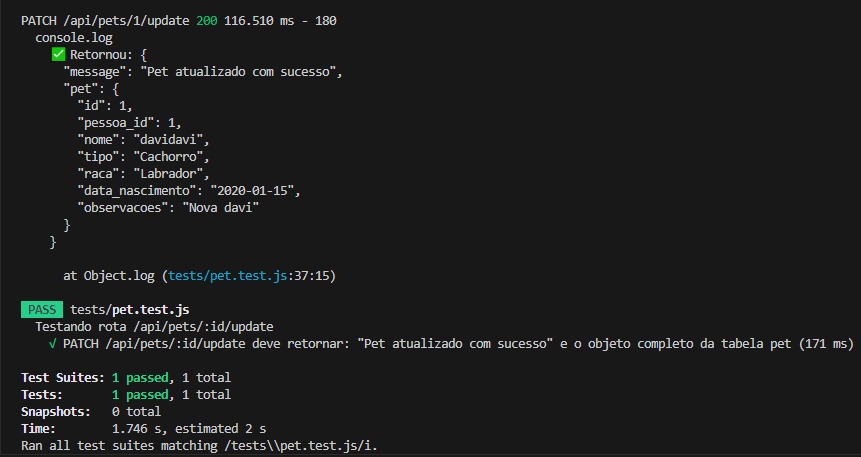 PATCH /api/pets/1/update 200 116.510 ms - 180
console.log
✅ Retornou: {
"message": "Pet atualizado com sucesso",
"pet": {
"id": 1,
"pessoa_id": 1,
"nome": "davidavi",
"tipo": "Cachorro",
"raca": "Labrador",
"data_nascimento": "2020-01-15",
"observacoes": "Nova davi"
}
}
at Object.log (tests/pet.test.js:37:15)
PASS tests/pet.test.js
Testando rota /api/pets/:id/update
√ PATCH /api/pets/:id/update deve retornar: "Pet atualizado com sucesso" e o objeto completo da tabela pet (171 ms)
Test Suites: 1 passed, 1 total
Tests: 1 passed, 1 total
Snapshots: 0 total
Time: 1.746 s, estimated 2 s
Ran all test suites matching /tests\\pet.test.js/i.